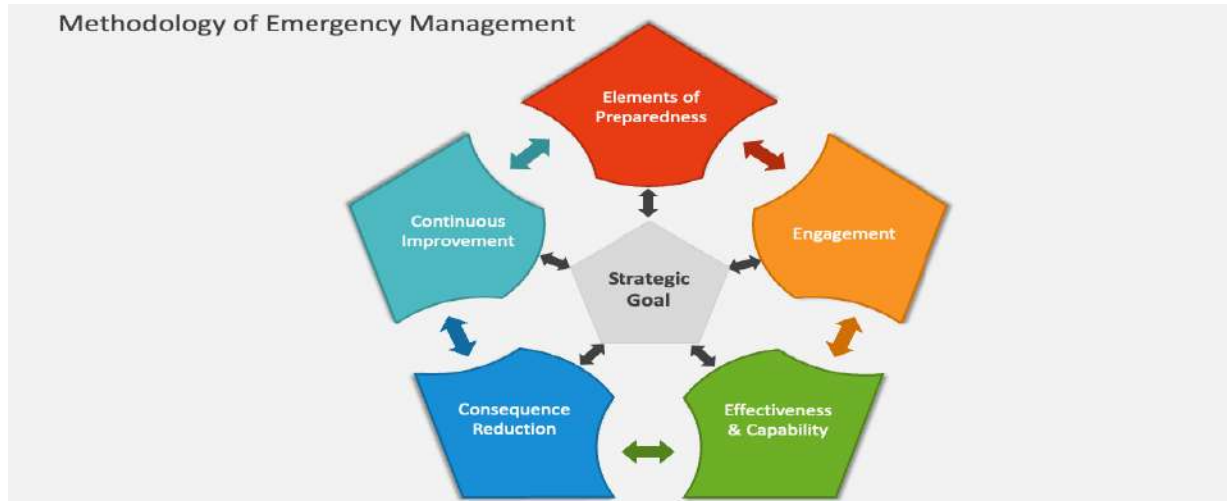 Methodology of Emergency Management
Elements of
Preparedness
Continuous
Improvement
Engagement
Strategic
Goal
Consequence
Reduction
Effectiveness
& Capability